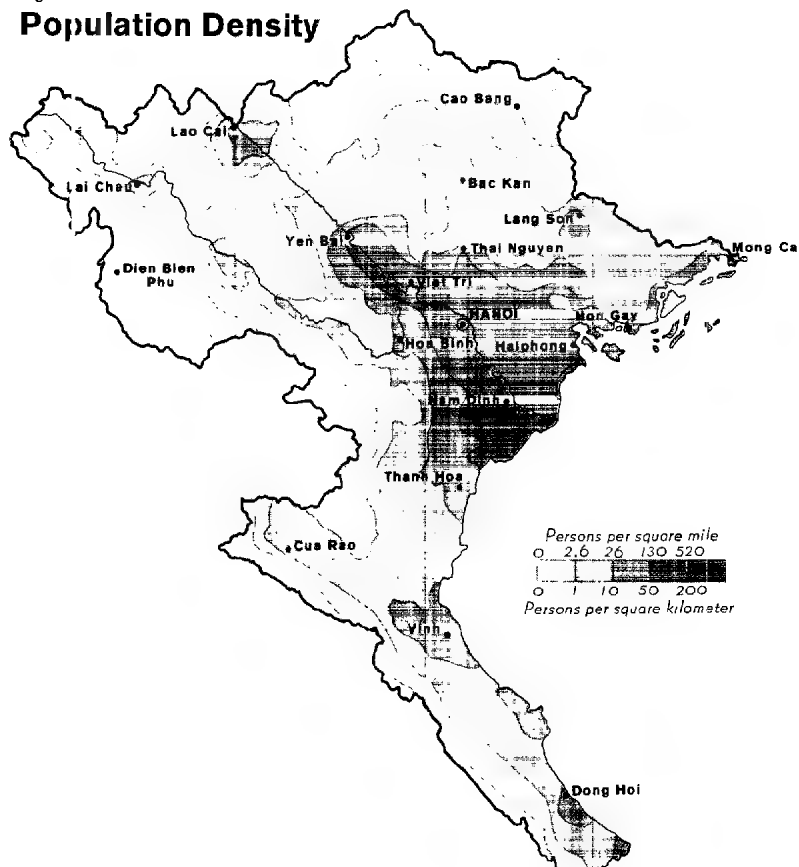 Population Density
Cao Bang
Lao Cai
Bac Kan
Lai Chau
Lang Son
Yen Bai
Thai Nguyen
Mong Ca
Dien Bien
Phu
Viet Tri
HANOI
Hon Gay
Hoa Binh
Haiphong
Nam Dinh
Thanh Hoa
Persons per square mile
0 2.6 26 130 520
Cua Rao
0 1 10 50 200
Persons per square kilometer
Vinh
Dong Hoi